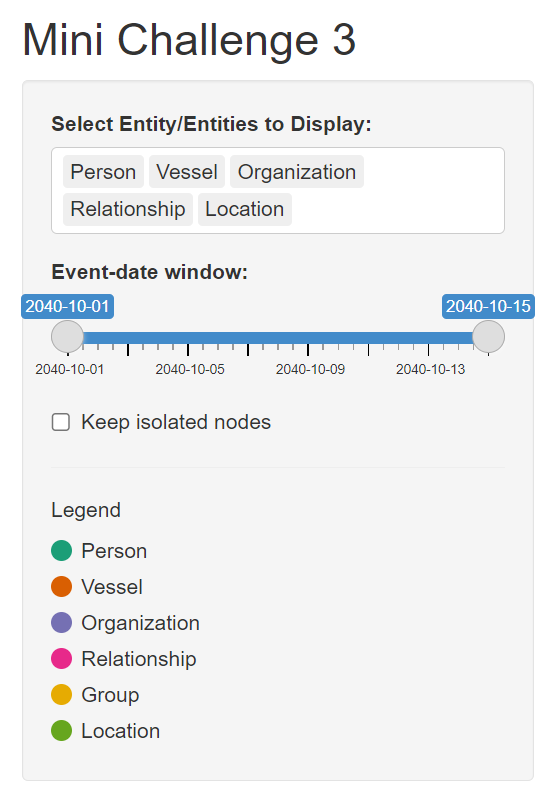 Mini Challenge 3
Select Entity/Entities to Display:
Person Vessel Organization
Relationship Location
Event-date window:
2040-10-01 2040-10-15
2040-10-01 2040-10-05 2040-10-09 2040-10-13
Keep isolated nodes
Legend
Person
Vessel
Organization
Relationship
Group
Location